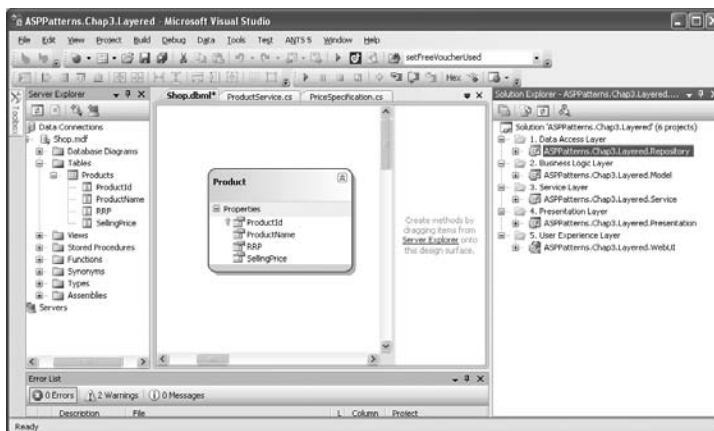 ASPPatterns.Chap3.Layered - Microsoft Visual Studio
File Edit View Project Build Debug Data Tools Test ANTS 5 Window Help
setFreeVoucherUsed
Hex
Toolbox
Server Explorer
Data Connections
Shop.mdf
Database Diagrams
Tables
Products
ProductId
ProductName
RRP
SellingPrice
Views
Stored Procedures
Functions
Synonyms
Types
Assemblies
Servers
Shop.dbml* ProductService.cs PriceSpecification.cs
Product
Properties
ProductId
ProductName
RRP
SellingPrice
Create methods by
dragging items from
Server Explorer onto
this design surface.
Solution Explorer - ASPPatterns.Chap3.Layered....
Solution 'ASPPatterns.Chap3.Layered' (6 projects)
1. Data Access Layer
ASPPatterns.Chap3.Layered.Repository
2. Business Logic Layer
ASPPatterns.Chap3.Layered.Model
3. Service Layer
ASPPatterns.Chap3.Layered.Service
4. Presentation Layer
ASPPatterns.Chap3.Layered.Presentation
5. User Experience Layer
ASPPatterns.Chap3.Layered.WebUI
Error List
0 Errors 2 Warnings 0 Messages
Description File L Column Project
Ready